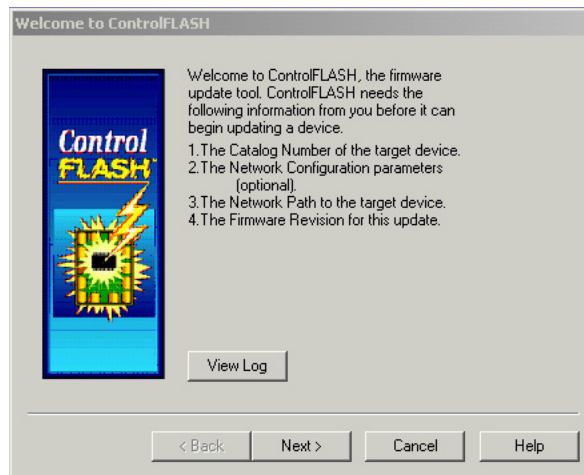 Welcome to ControlFLASH
Welcome to ControlFLASH, the firmware
update tool. ControlFLASH needs the
following information from you before it can
begin updating a device.
1.The Catalog Number of the target device.
2.The Network Configuration parameters
(optional).
3.The Network Path to the target device.
4.The Firmware Revision for this update.
Control
FLASH
View Log
< Back
Next >
Cancel
Help